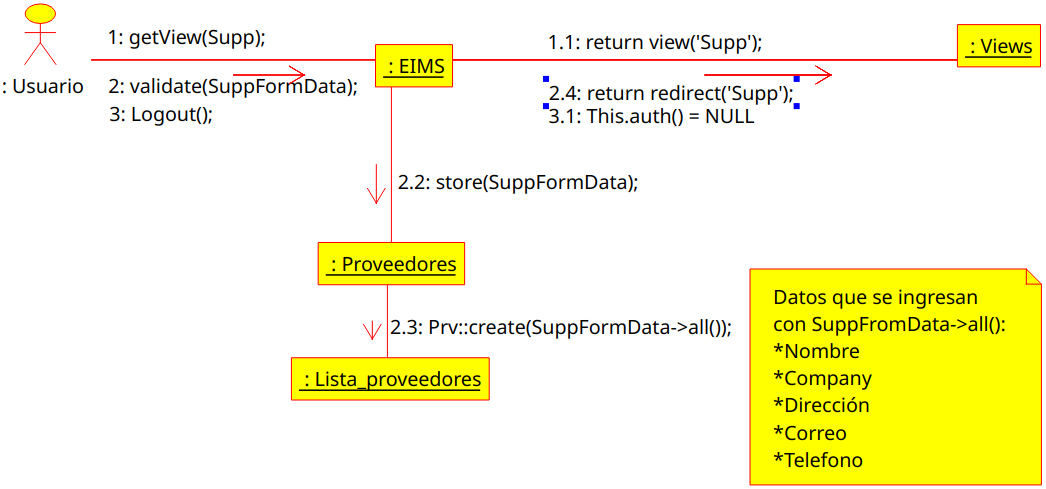 : Usuario
1: getView(Supp);
2: validate(SuppFormData);
3: Logout();
: EIMS
1.1: return view('Supp');
2.4: return redirect('Supp');
3.1: This.auth() = NULL
: Views
2.2: store(SuppFormData);
: Proveedores
2.3: Prv::create(SuppFormData->all());
: Lista_proveedores
Datos que se ingresan
con SuppFromData->all():
*Nombre
*Company
*Dirección
*Correo
*Telefono